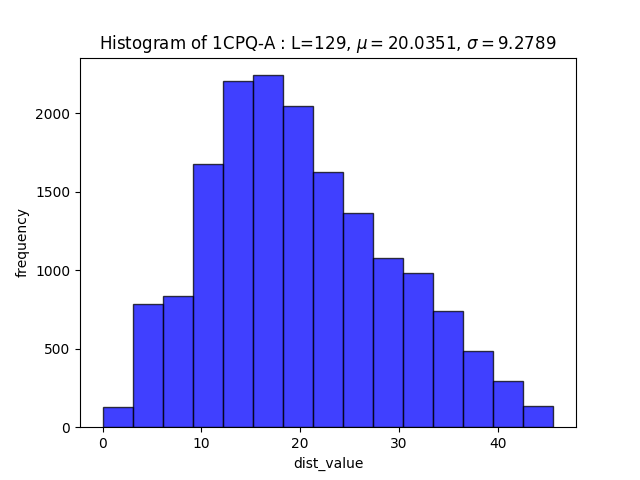 Histogram of 1CPQ-A : L=129, μ = 20.0351, σ = 9.2789
2000
1500
1000
500
0
frequency
0 10 20 30 40
dist_value